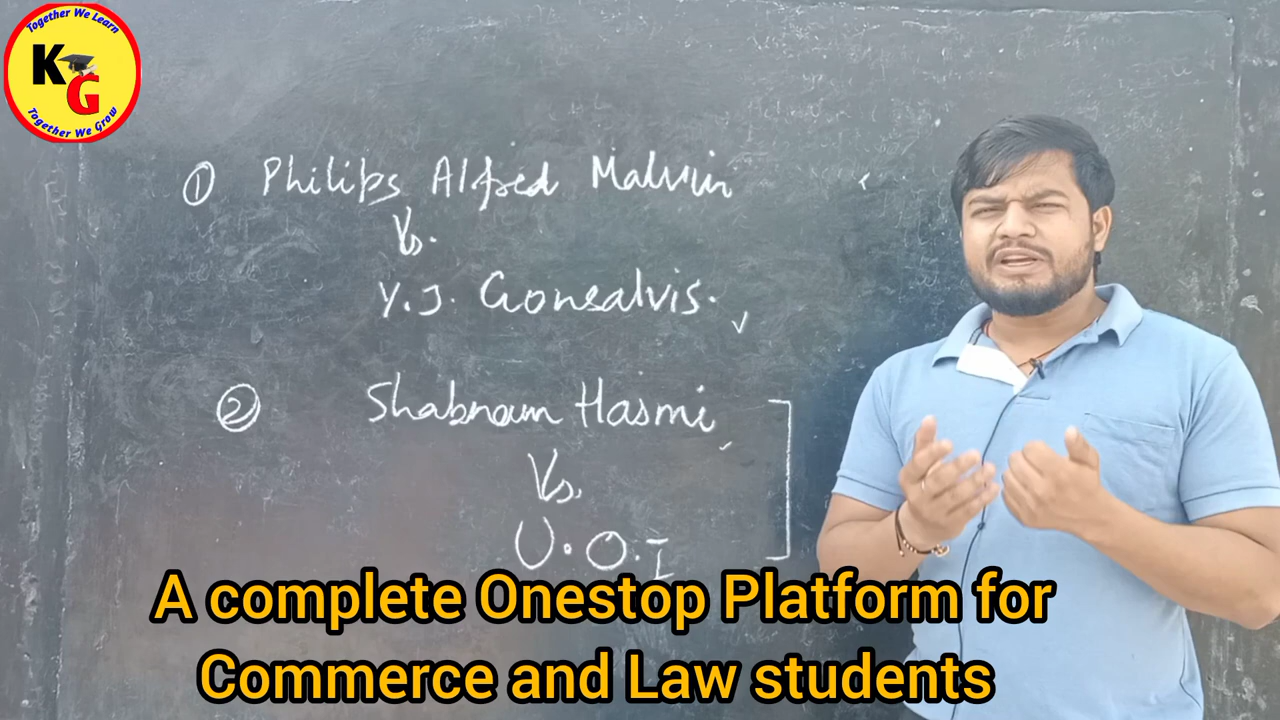 Together We Learn
K G
Together We Grow
① Philips Alfred Malvin
Vs.
Y.J. Gonsalvis.
② Shabnam Hasmi
Vs.
U.O.I
A complete Onestop Platform for
Commerce and Law students